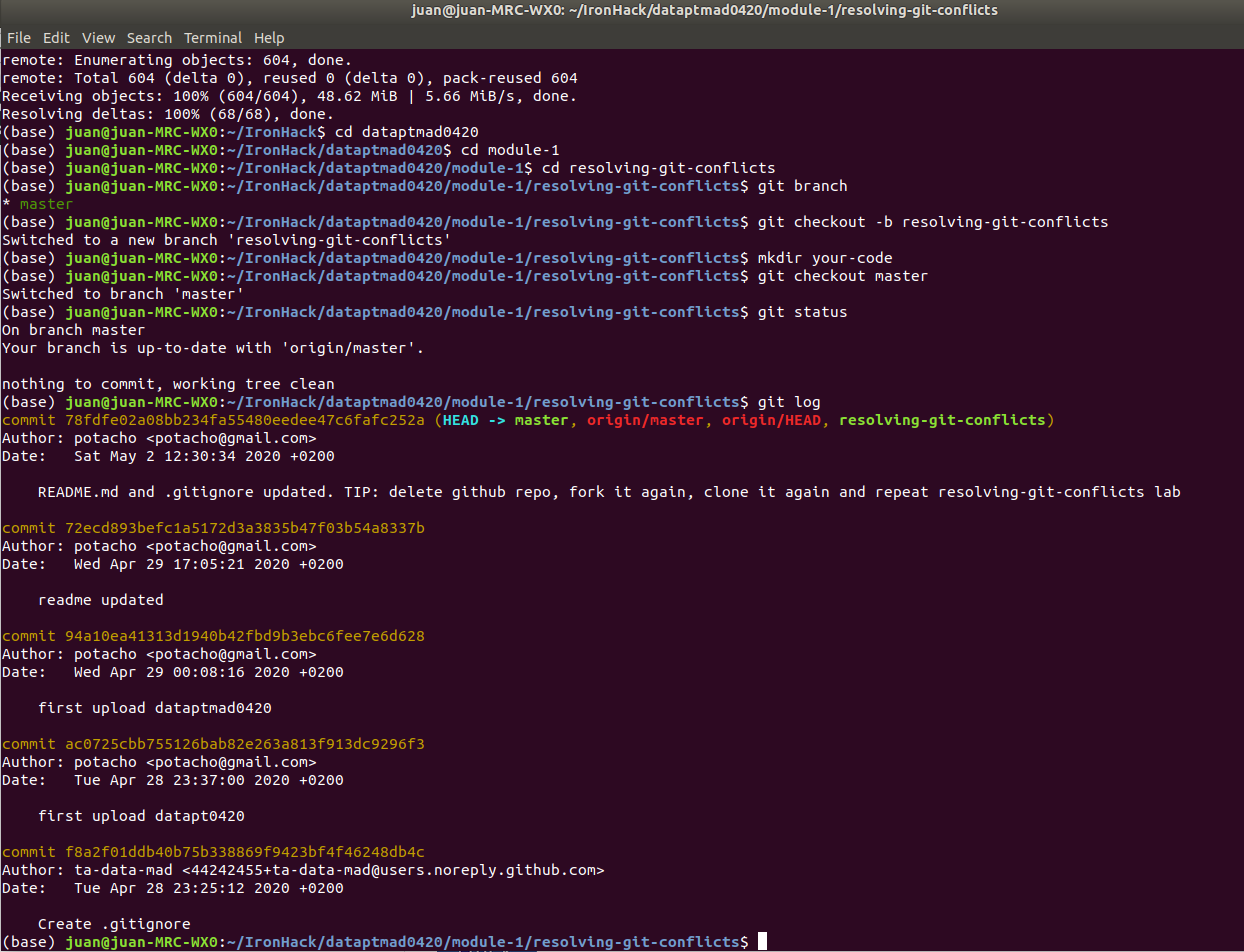 juan@juan-MRC-WX0: ~/IronHack/dataptmad0420/module-1/resolving-git-conflicts
File Edit View Search Terminal Help
remote: Enumerating objects: 604, done.
remote: Total 604 (delta 0), reused 0 (delta 0), pack-reused 604
Receiving objects: 100% (604/604), 48.62 MiB | 5.66 MiB/s, done.
Resolving deltas: 100% (68/68), done.
(base) juan@juan-MRC-WX0:~/IronHack$ cd dataptmad0420
(base) juan@juan-MRC-WX0:~/IronHack/dataptmad0420$ cd module-1
(base) juan@juan-MRC-WX0:~/IronHack/dataptmad0420/module-1$ cd resolving-git-conflicts
(base) juan@juan-MRC-WX0:~/IronHack/dataptmad0420/module-1/resolving-git-conflicts$ git branch
* master
(base) juan@juan-MRC-WX0:~/IronHack/dataptmad0420/module-1/resolving-git-conflicts$ git checkout -b resolving-git-conflicts
Switched to a new branch 'resolving-git-conflicts'
(base) juan@juan-MRC-WX0:~/IronHack/dataptmad0420/module-1/resolving-git-conflicts$ mkdir your-code
(base) juan@juan-MRC-WX0:~/IronHack/dataptmad0420/module-1/resolving-git-conflicts$ git checkout master
Switched to branch 'master'
(base) juan@juan-MRC-WX0:~/IronHack/dataptmad0420/module-1/resolving-git-conflicts$ git status
On branch master
Your branch is up-to-date with 'origin/master'.
nothing to commit, working tree clean
(base) juan@juan-MRC-WX0:~/IronHack/dataptmad0420/module-1/resolving-git-conflicts$ git log
commit 78fdfe02a08bb234fa55480eedee47c6fafc252a (HEAD -> master, origin/master, origin/HEAD, resolving-git-conflicts)
Author: potacho <potacho@gmail.com>
Date:   Sat May 2 12:30:34 2020 +0200
README.md and .gitignore updated. TIP: delete github repo, fork it again, clone it again and repeat resolving-git-conflicts lab
commit 72ecd893befc1a5172d3a3835b47f03b54a8337b
Author: potacho <potacho@gmail.com>
Date:   Wed Apr 29 17:05:21 2020 +0200
readme updated
commit 94a10ea41313d1940b42fbd9b3ebc6fee7e6d628
Author: potacho <potacho@gmail.com>
Date:   Wed Apr 29 00:08:16 2020 +0200
first upload dataptmad0420
commit ac0725cbb755126bab82e263a813f913dc9296f3
Author: potacho <potacho@gmail.com>
Date:   Tue Apr 28 23:37:00 2020 +0200
first upload datapt0420
commit f8a2f01ddb40b75b338869f9423bf4f46248db4c
Author: ta-data-mad <44242455+ta-data-mad@users.noreply.github.com>
Date:   Tue Apr 28 23:25:12 2020 +0200
Create .gitignore
(base) juan@juan-MRC-WX0:~/IronHack/dataptmad0420/module-1/resolving-git-conflicts$